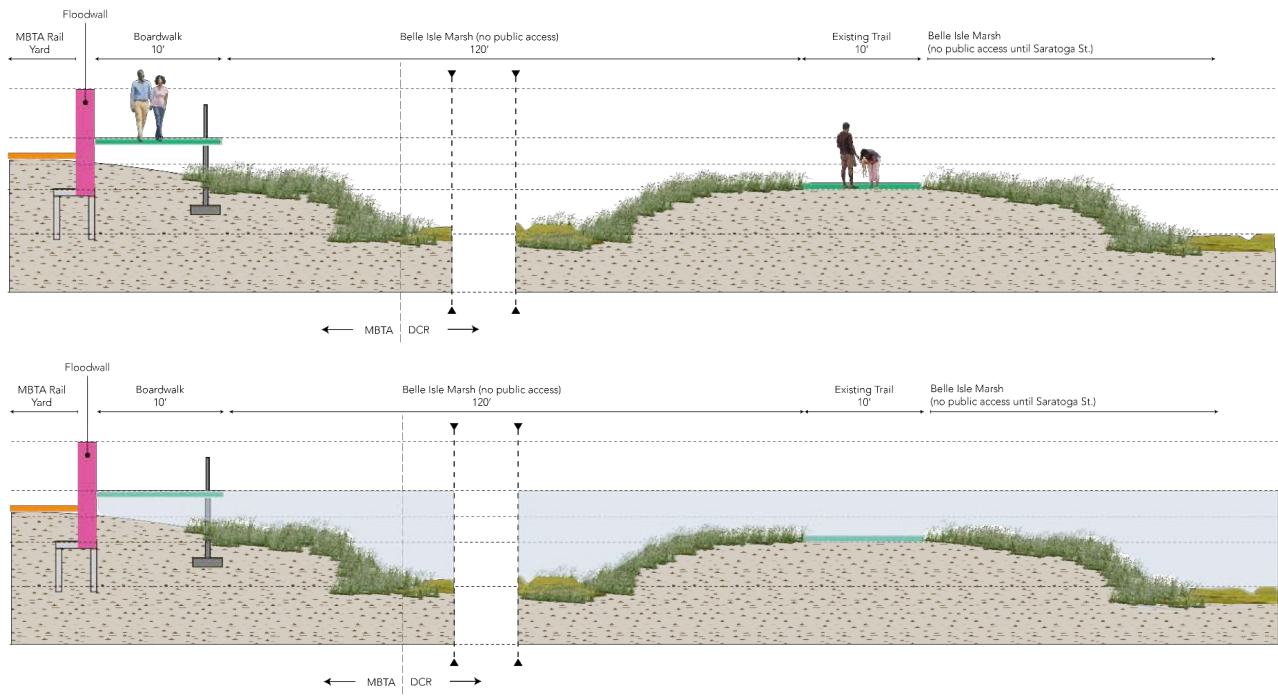 Floodwall
MBTA Rail
Yard
Boardwalk
10'
Belle Isle Marsh (no public access)
120'
Existing Trail
10'
Belle Isle Marsh
(no public access until Saratoga St.)
MBTA
DCR
Floodwall
MBTA Rail
Yard
Boardwalk
10'
Belle Isle Marsh (no public access)
120'
Existing Trail
10'
Belle Isle Marsh
(no public access until Saratoga St.)
MBTA
DCR